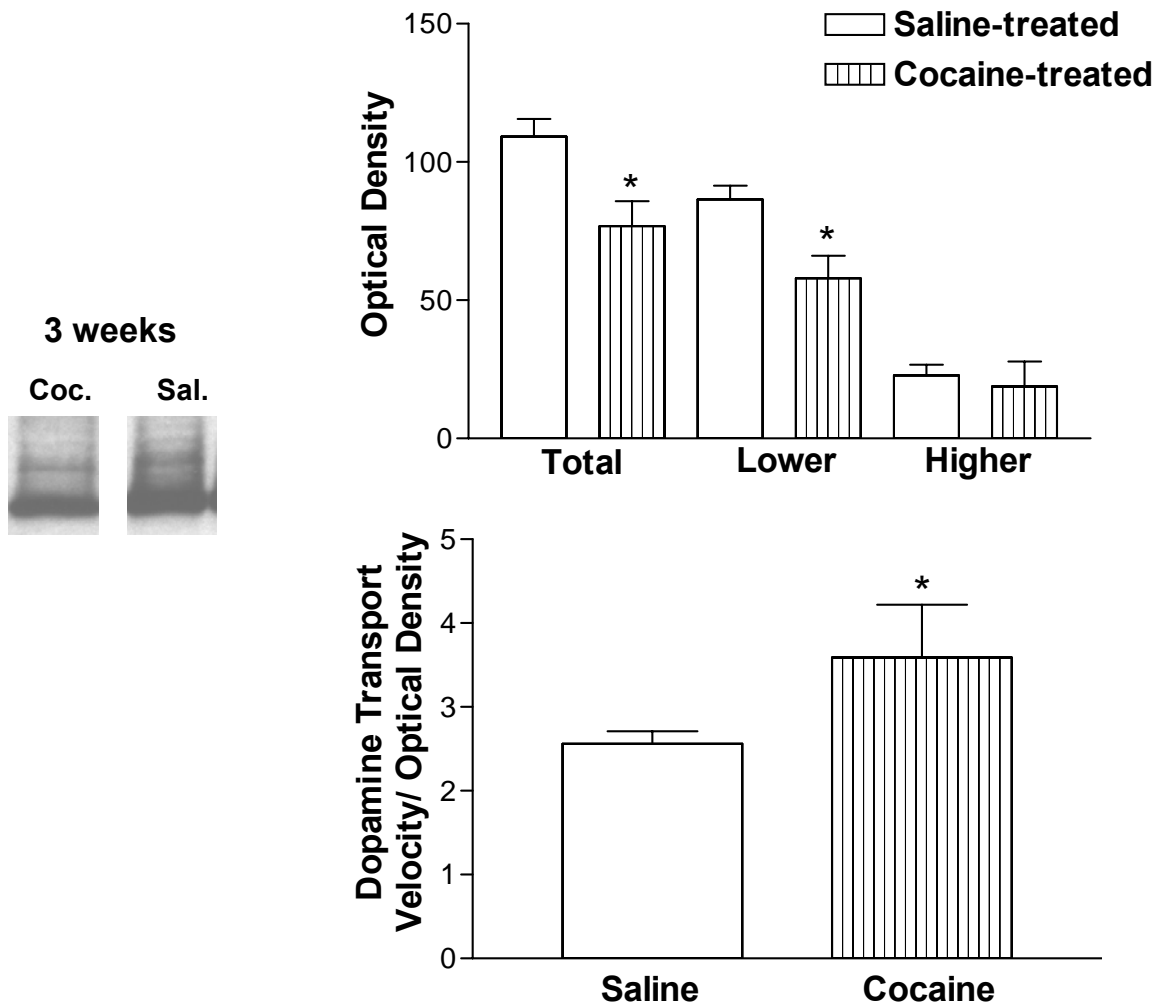 3 weeks
Coc. Sal.
150
100
50
0
Optical Density
Saline-treated
Cocaine-treated
*
*
Total Lower Higher
5
4
3
2
1
0
Dopamine Transport
Velocity/ Optical Density
*
Saline Cocaine